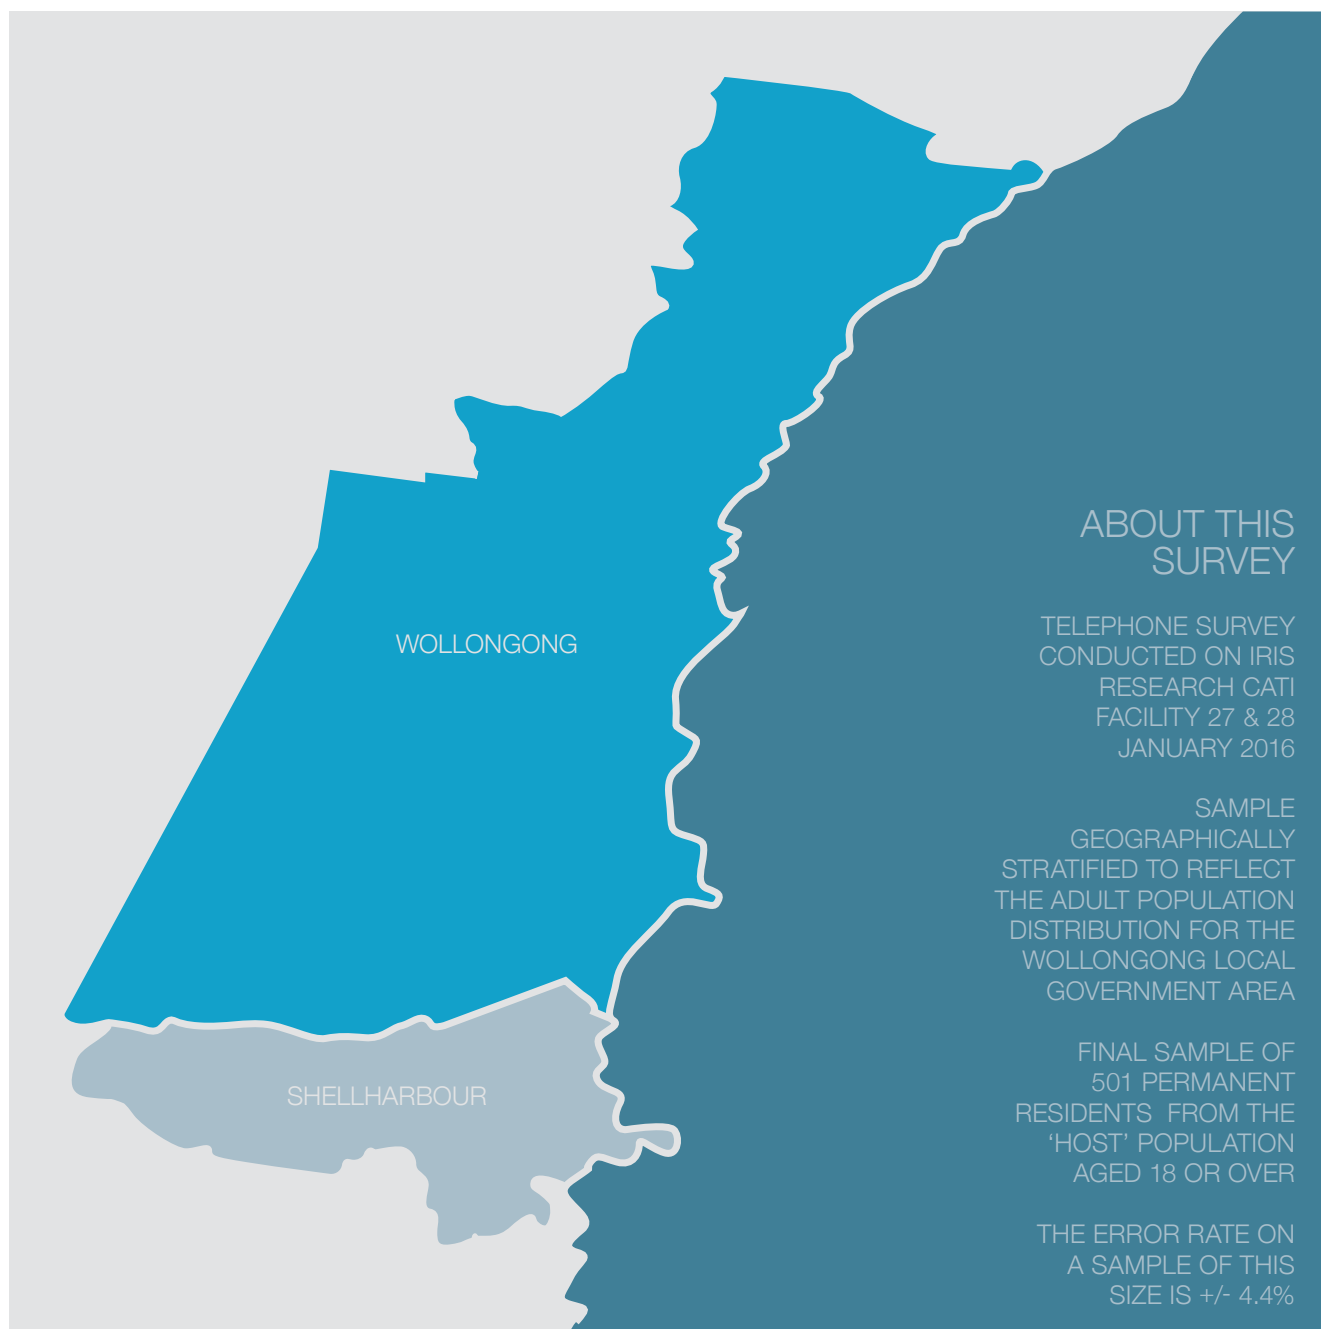 WOLLONGONG
SHELLHARBOUR
ABOUT THIS
SURVEY
TELEPHONE SURVEY
CONDUCTED ON IRIS
RESEARCH CATI
FACILITY 27 & 28
JANUARY 2016
SAMPLE
GEOGRAPHICALLY
STRATIFIED TO REFLECT
THE ADULT POPULATION
DISTRIBUTION FOR THE
WOLLONGONG LOCAL
GOVERNMENT AREA
FINAL SAMPLE OF
501 PERMANENT
RESIDENTS  FROM THE
‘HOST’ POPULATION
AGED 18 OR OVER
THE ERROR RATE ON
A SAMPLE OF THIS
SIZE IS +/- 4.4%